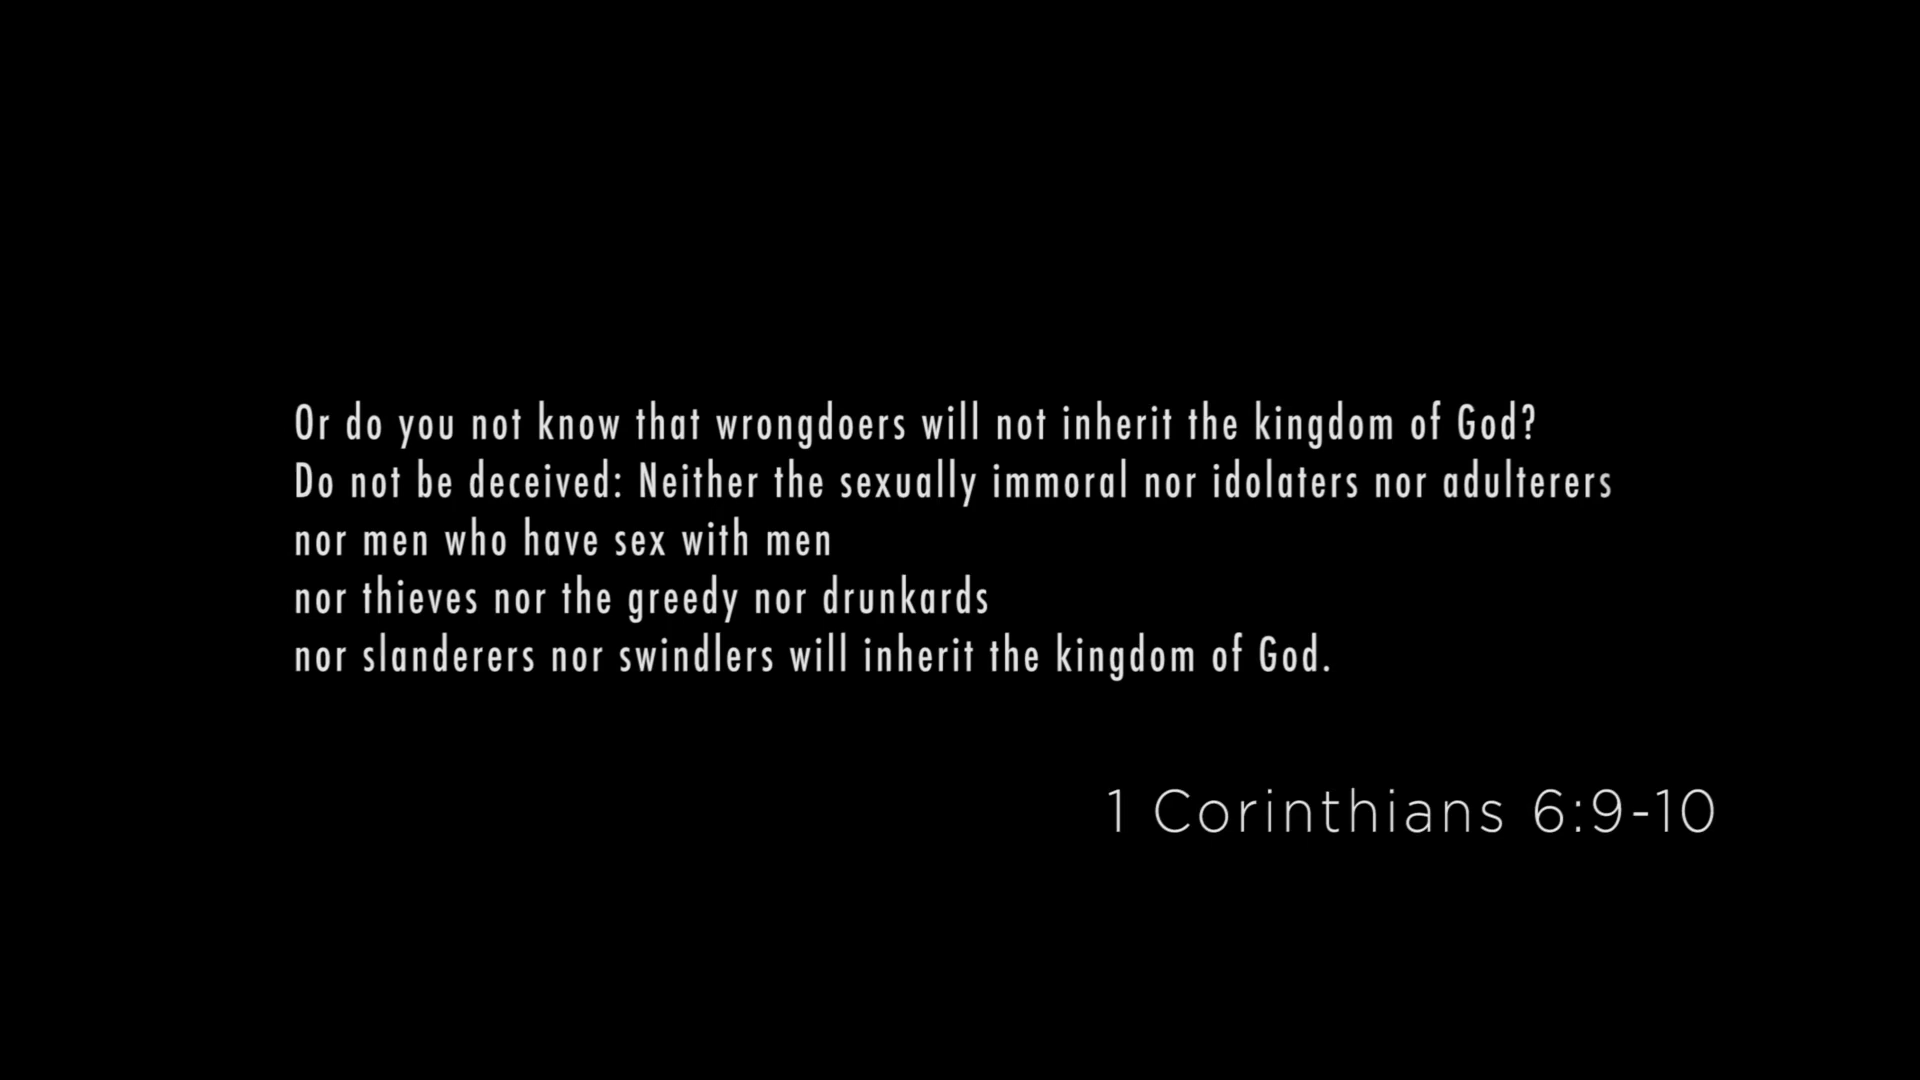 Or do you not know that wrongdoers will not inherit the kingdom of God?
Do not be deceived: Neither the sexually immoral nor idolaters nor adulterers
nor men who have sex with men
nor thieves nor the greedy nor drunkards
nor slanderers nor swindlers will inherit the kingdom of God.
1 Corinthians 6:9-10